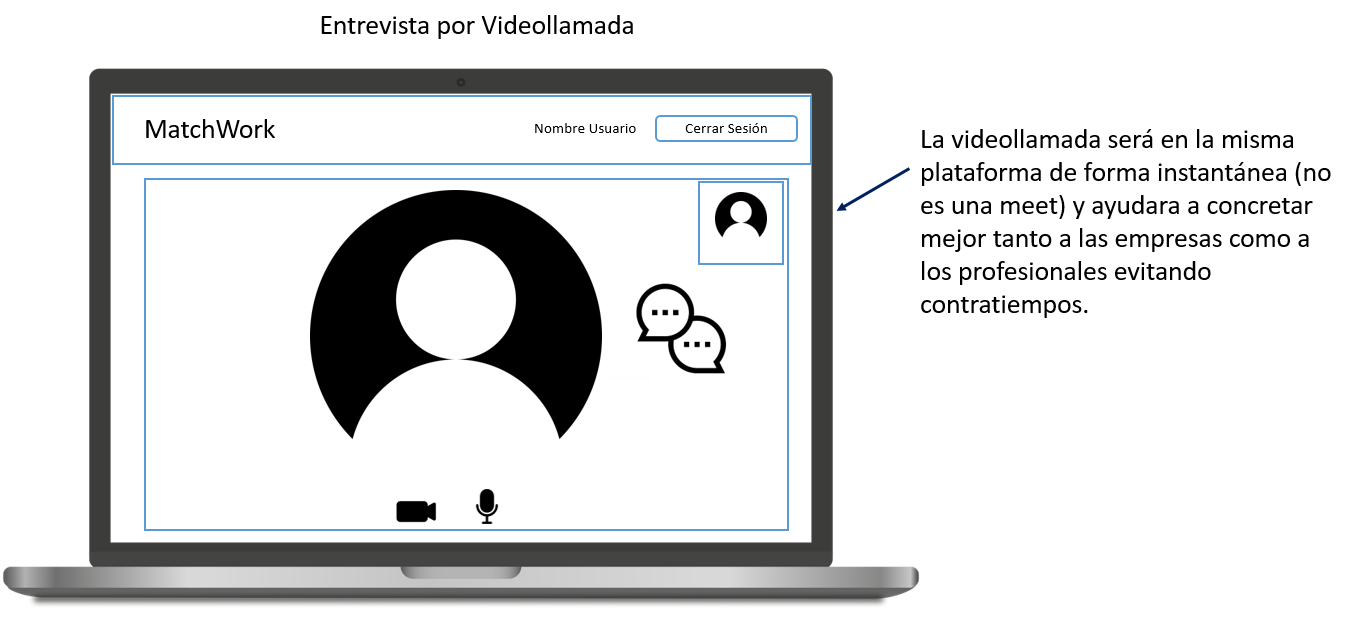 Entrevista por Videollamada
MatchWork
Nombre Usuario
Cerrar Sesión
La videollamada será en la misma
plataforma de forma instantánea (no
es una meet) y ayudara a concretar
mejor tanto a las empresas como a
los profesionales evitando
contratiempos.